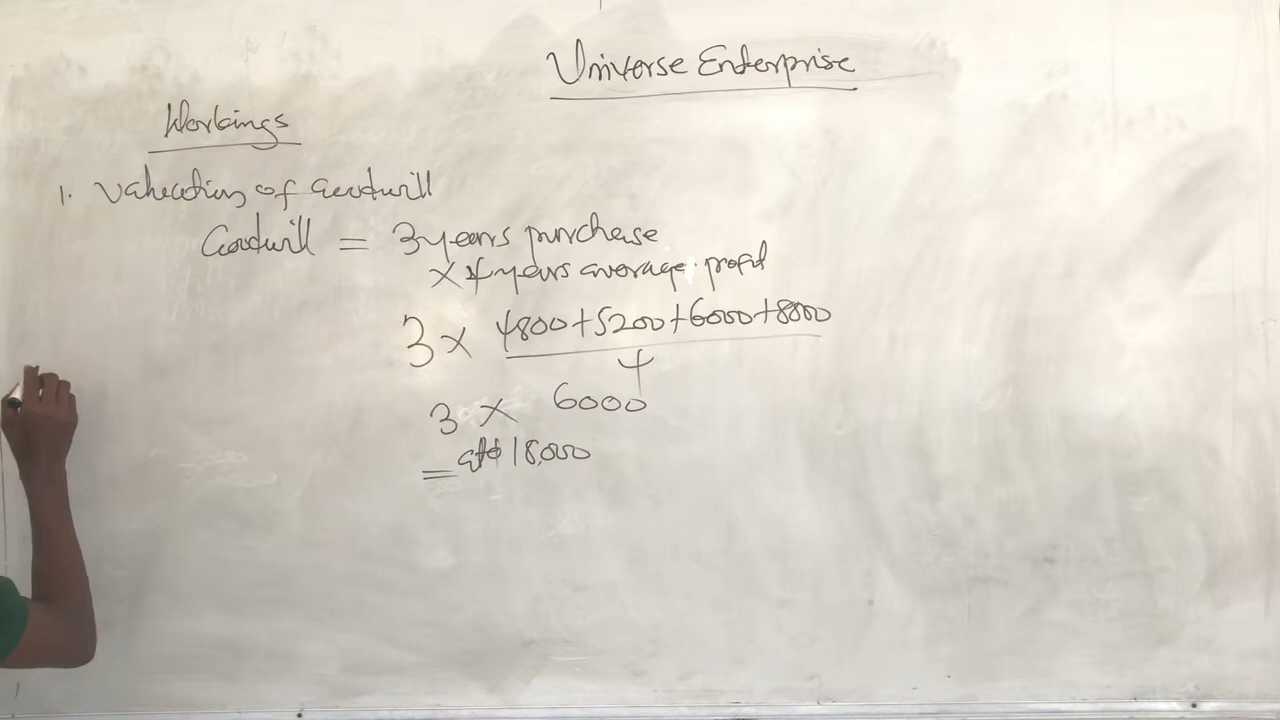 Universe Enterprise
Workings
1. Valuation of Goodwill
Goodwill = 3 years purchase
× 4 years average profit
3 × 4800+5200+6000+8000
4
3 × 6000
= GH¢ 18,000